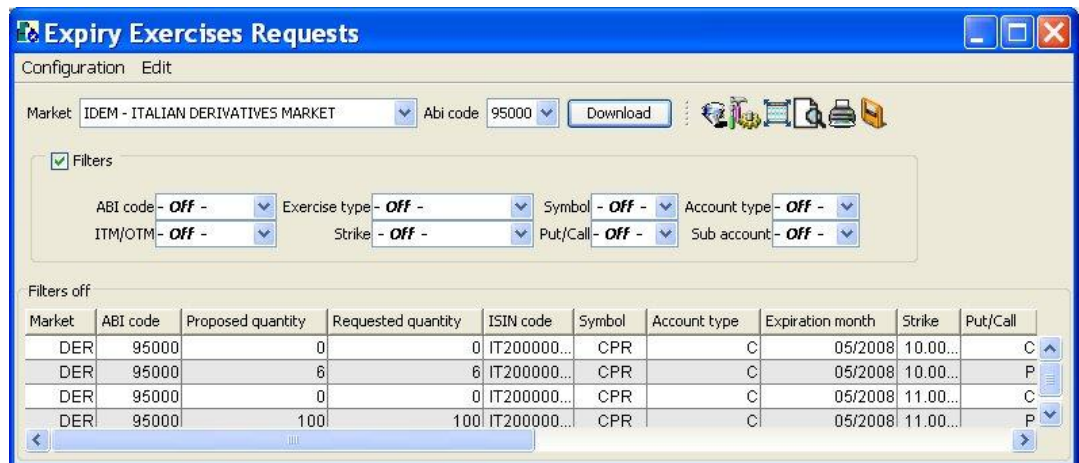 Expiry Exercises Requests
Configuration Edit
Market IDEM - ITALIAN DERIVATIVES MARKET Abi code 95000 Download
Filters
ABI code - Off - Exercise type - Off - Symbol - Off - Account type - Off -
ITM/OTM - Off - Strike - Off - Put/Call - Off - Sub account - Off -
Filters off
Market ABI code Proposed quantity Requested quantity ISIN code Symbol Account type Expiration month Strike Put/Call
DER 95000 0 0 IT200000... CPR C 05/2008 10.00... C
DER 95000 6 6 IT200000... CPR C 05/2008 10.00... P
DER 95000 0 0 IT200000... CPR C 05/2008 11.00... C
DER 95000 100 100 IT200000... CPR C 05/2008 11.00... P